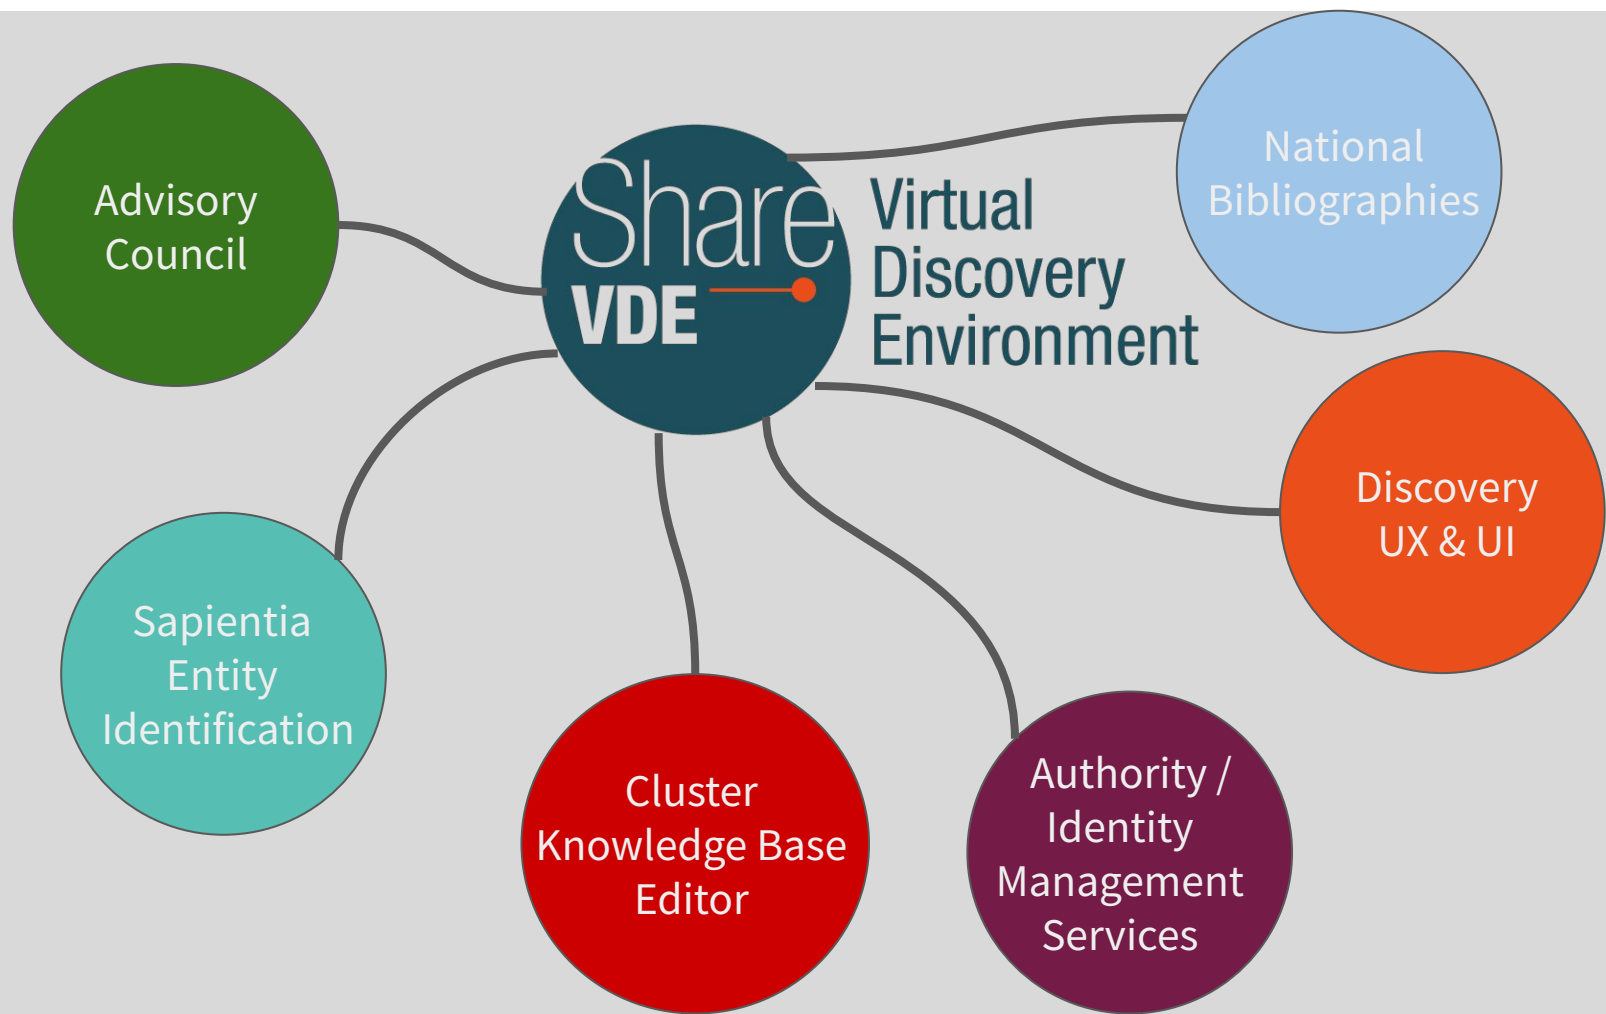 Advisory
Council
Share
VDE
Virtual
Discovery
Environment
National
Bibliographies
Discovery
UX & UI
Sapientia
Entity
Identification
Cluster
Knowledge Base
Editor
Authority /
Identity
Management
Services